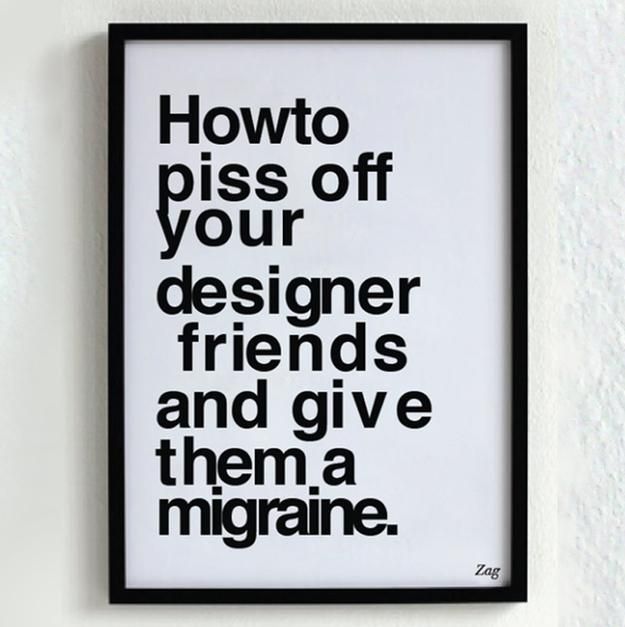 Howto
piss off
your
designer
friends
and give
them a
migraine.
Zag